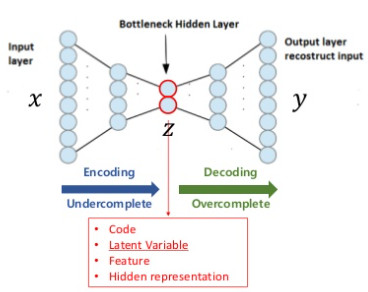 Bottleneck Hidden Layer
Input
layer
Output layer
recostruct input
x
z
y
Encoding
Decoding
Undercomplete
Overcomplete
• Code
• Latent Variable
• Feature
• Hidden representation